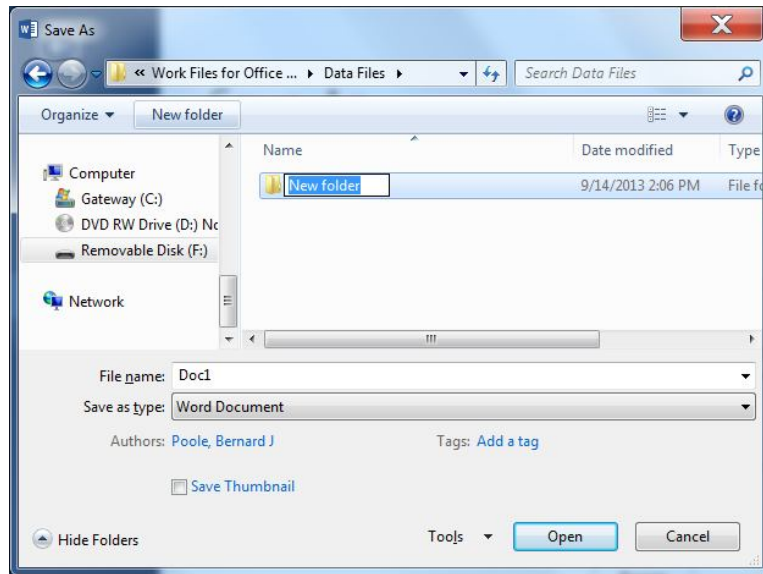 Save As
« Work Files for Office ... Data Files
Search Data Files
Organize
New folder
Name
Date modified
Type
Computer
Gateway (C:)
DVD RW Drive (D:) Nc
Removable Disk (F:)
Network
New folder
9/14/2013 2:06 PM
File fo
File name: Doc1
Save as type: Word Document
Authors: Poole, Bernard J
Tags: Add a tag
Save Thumbnail
Hide Folders
Tools
Open
Cancel